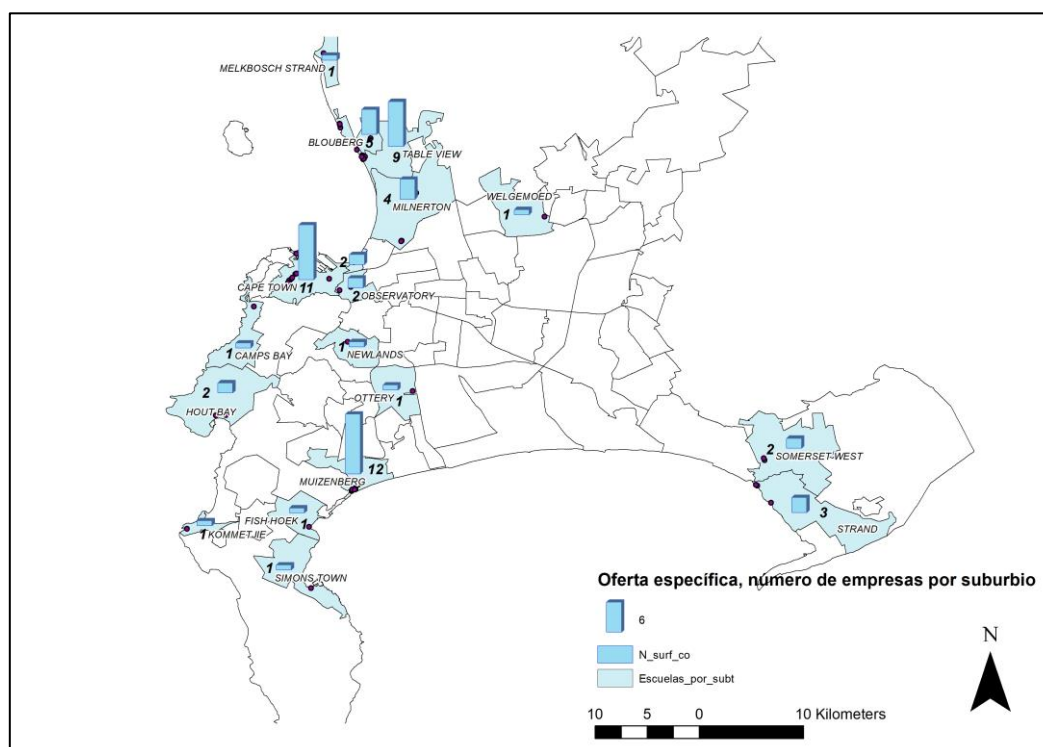 MELKBOSCH STRAND
1
BLOUBERG
5
9
TABLE VIEW
4
MILNERTON
WELGEMOED
1
2
CAPE TOWN
11
2
OBSERVATORY
1
CAMPS BAY
1
NEWLANDS
2
HOUT BAY
OTTERY
1
12
MUIZENBERG
2
SOMERSET WEST
3
STRAND
FISH HOEK
1
1
KOMMETJIE
1
SIMONS TOWN
Oferta específica, número de empresas por suburbio
6
N_surf_co
Escuelas_por_subt
N
10 5 0 10 Kilometers